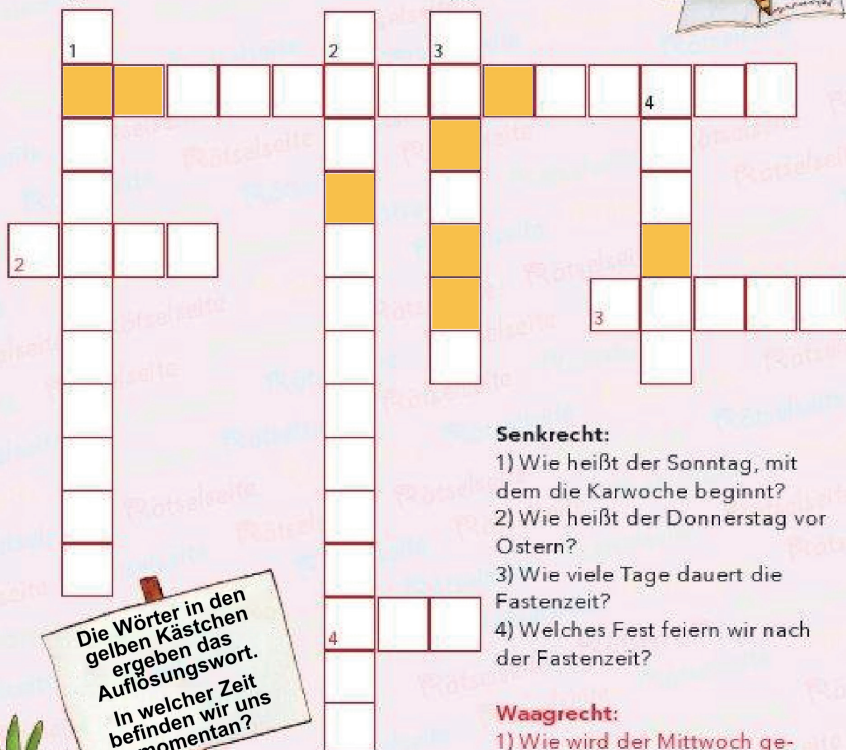 1
2
3
4
2
3
4
Senkrecht:
1) Wie heißt der Sonntag, mit
dem die Karwoche beginnt?
2) Wie heißt der Donnerstag vor
Ostern?
3) Wie viele Tage dauert die
Fastenzeit?
4) Welches Fest feiern wir nach
der Fastenzeit?
Waagrecht:
1) Wie wird der Mittwoch ge-
Die Wörter in den
gelben Kästchen
ergeben das
Auflösungswort.
In welcher Zeit
befinden wir uns
momentan?
Rätselseite